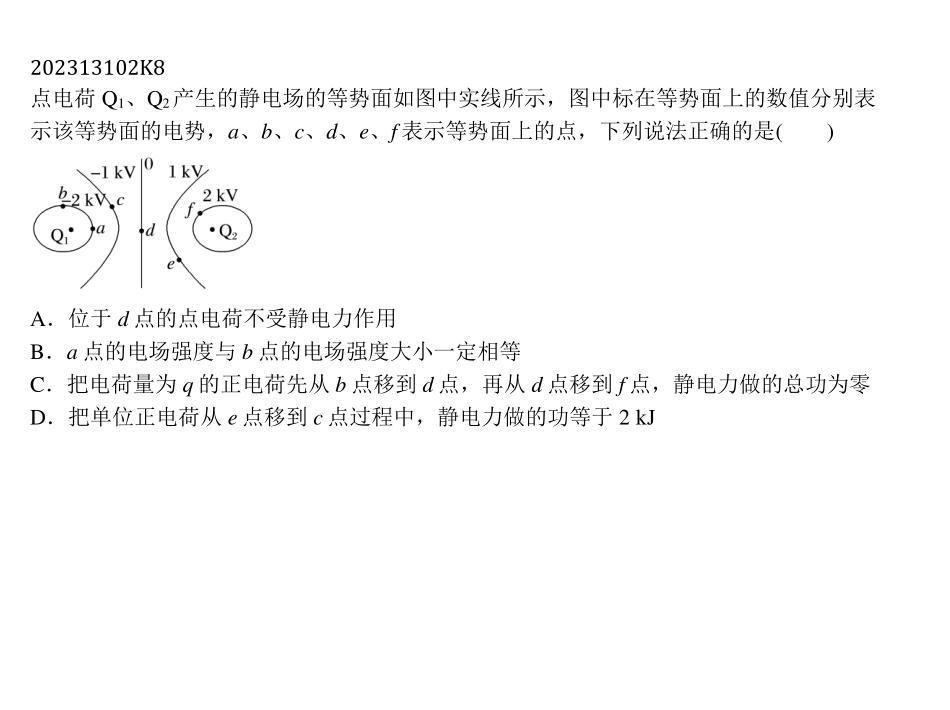 202313102K8
点电荷 Q₁、Q₂产生的静电场的等势面如图中实线所示，图中标在等势面上的数值分别表
示该等势面的电势，a、b、c、d、e、f 表示等势面上的点，下列说法正确的是(　　)
−1 kV 0 1 kV
b −2 kV c f 2 kV
Q₁ a d Q₂
e
A．位于 d 点的点电荷不受静电力作用
B．a 点的电场强度与 b 点的电场强度大小一定相等
C．把电荷量为 q 的正电荷先从 b 点移到 d 点，再从 d 点移到 f 点，静电力做的总功为零
D．把单位正电荷从 e 点移到 c 点过程中，静电力做的功等于 2 kJ